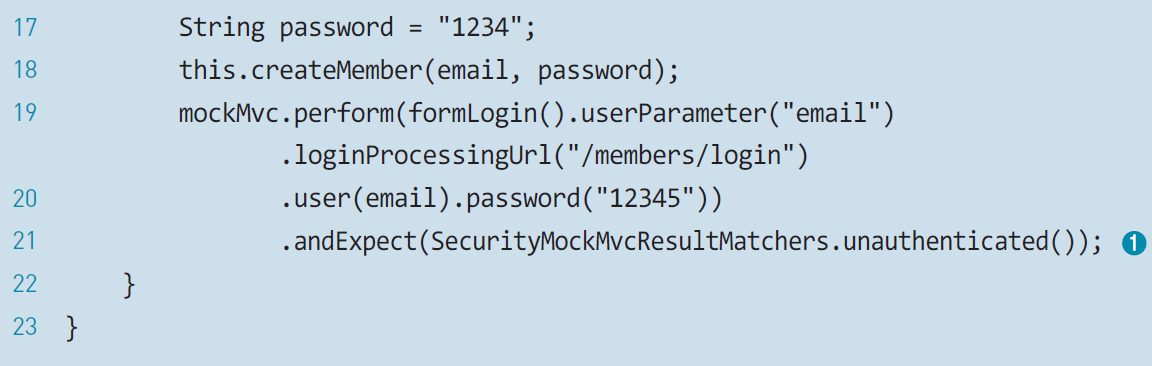 17 String password = "1234";
18 this.createMember(email, password);
19 mockMvc.perform(formLogin().userParameter("email")
.loginProcessingUrl("/members/login")
20 .user(email).password("12345"))
21 .andExpect(SecurityMockMvcResultMatchers.unauthenticated()); ❶
22 }
23 }